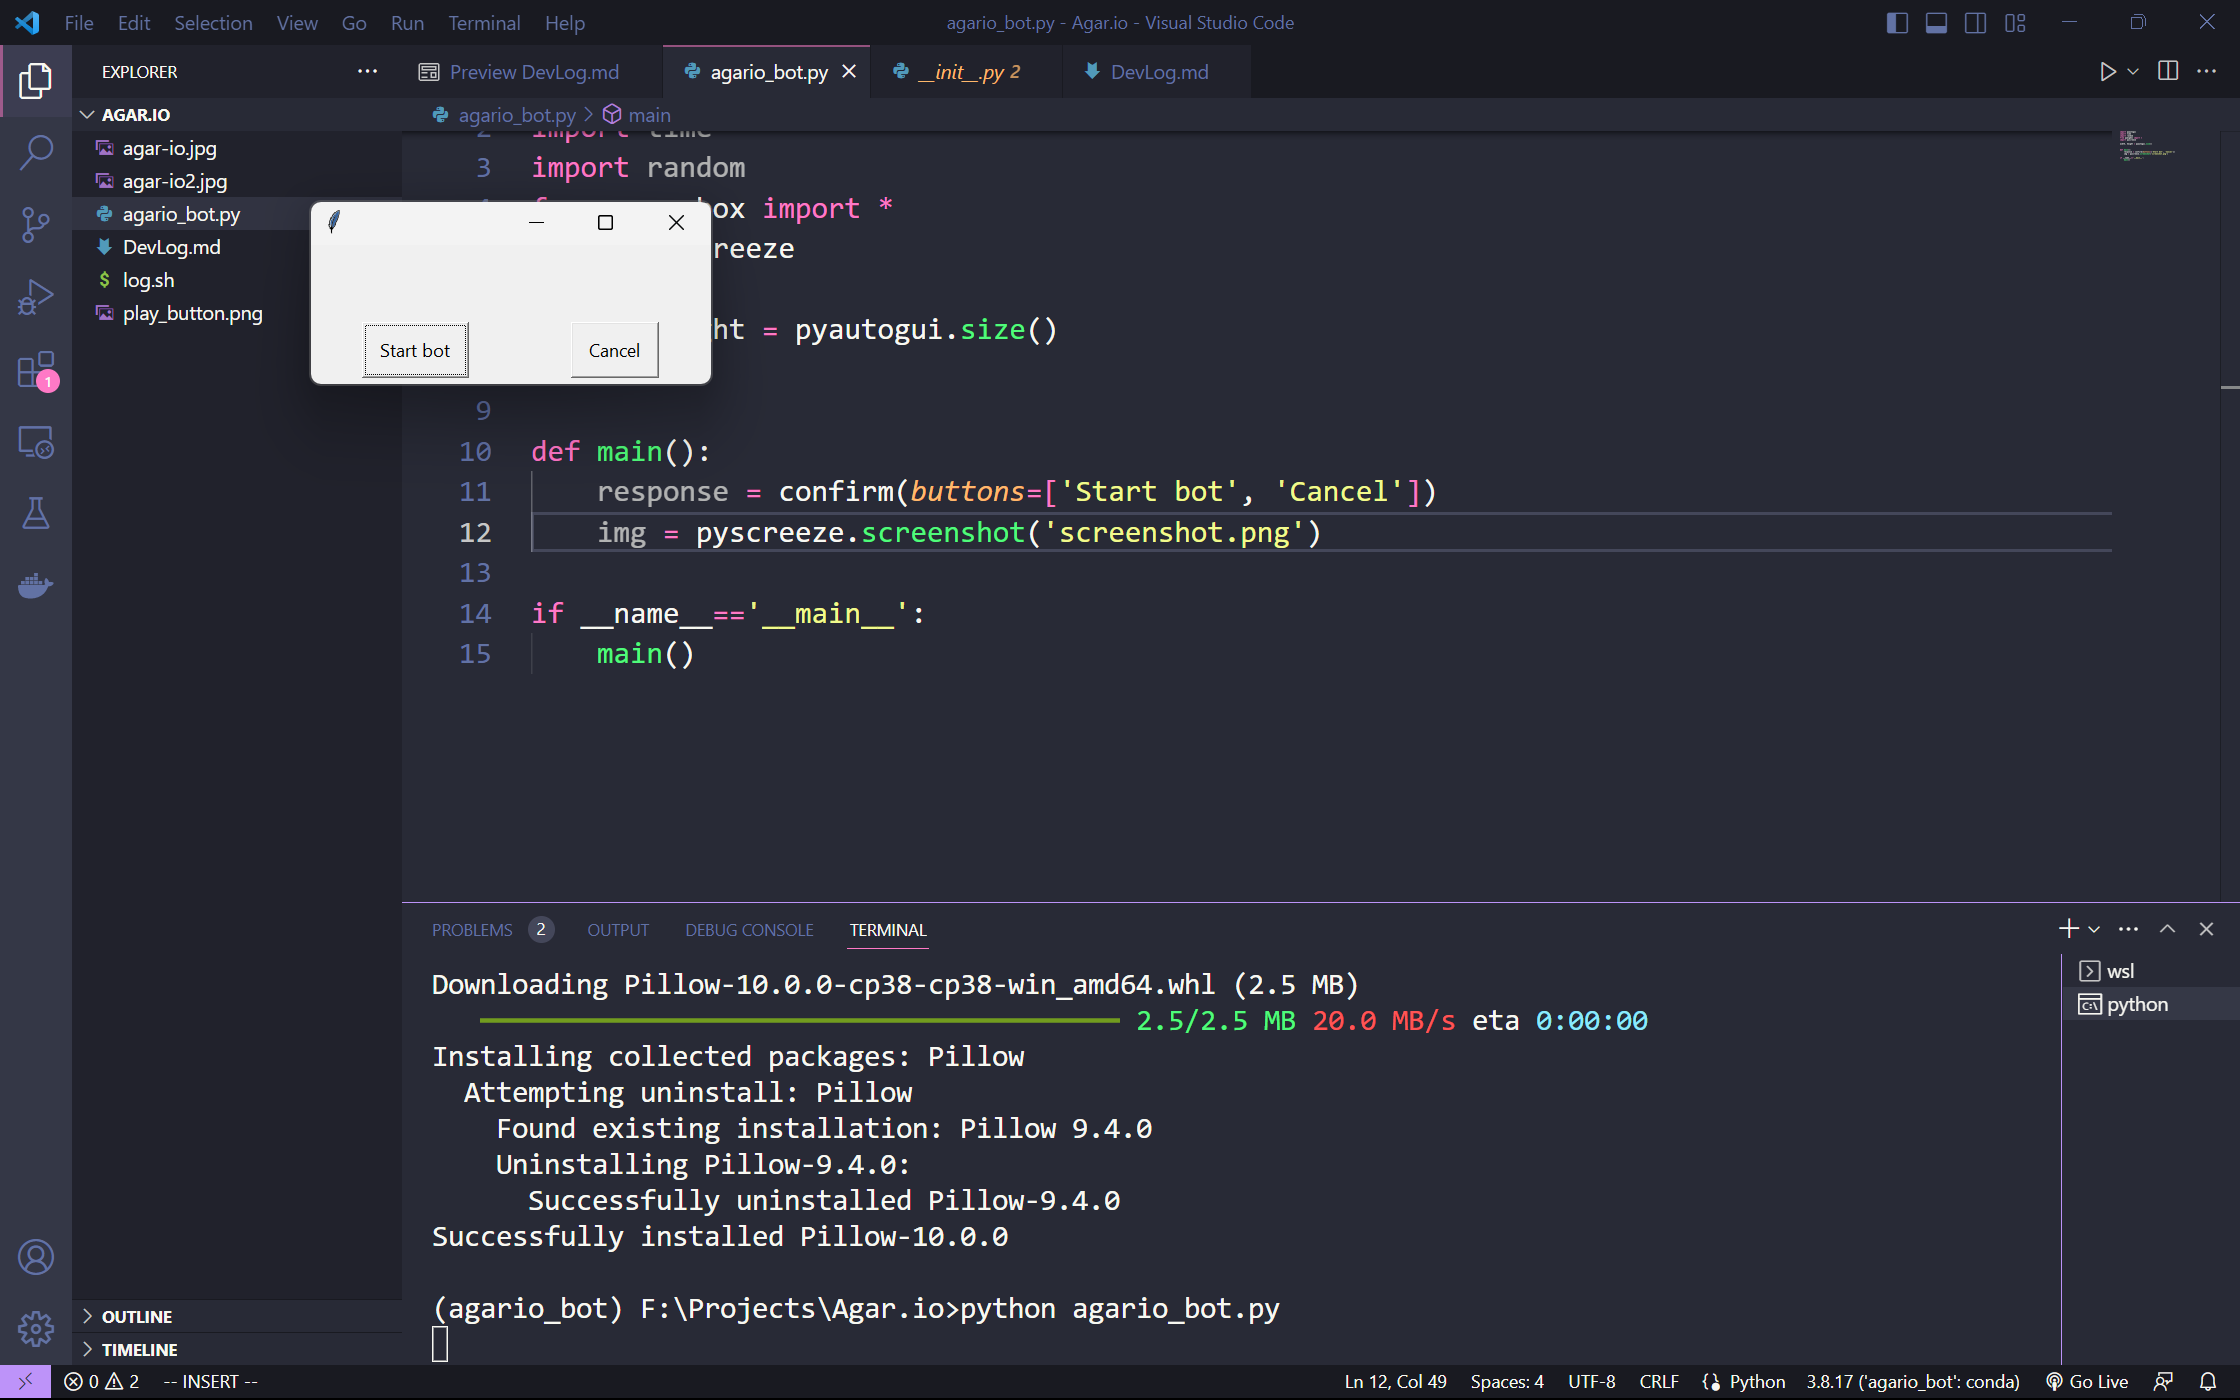 File Edit Selection View Go Run Terminal Help
agario_bot.py - Agar.io - Visual Studio Code
EXPLORER
Preview DevLog.md
agario_bot.py
__init__.py 2
DevLog.md
AGAR.IO
agario_bot.py > main
agar-io.jpg
agar-io2.jpg
agario_bot.py
DevLog.md
log.sh
play_button.png
1
2 import time
3 import random
box import *
reeze
ht = pyautogui.size()
Start bot
Cancel
9
10 def main():
11 response = confirm(buttons=['Start bot', 'Cancel'])
12 img = pyscreeze.screenshot('screenshot.png')
13
14 if __name__=='__main__':
15 main()
PROBLEMS 2 OUTPUT DEBUG CONSOLE TERMINAL
wsl
python
Downloading Pillow-10.0.0-cp38-cp38-win_amd64.whl (2.5 MB)
2.5/2.5 MB 20.0 MB/s eta 0:00:00
Installing collected packages: Pillow
Attempting uninstall: Pillow
Found existing installation: Pillow 9.4.0
Uninstalling Pillow-9.4.0:
Successfully uninstalled Pillow-9.4.0
Successfully installed Pillow-10.0.0
(agario_bot) F:\Projects\Agar.io>python agario_bot.py
OUTLINE
TIMELINE
0 2 -- INSERT --
Ln 12, Col 49 Spaces: 4 UTF-8 CRLF Python 3.8.17 ('agario_bot': conda) Go Live